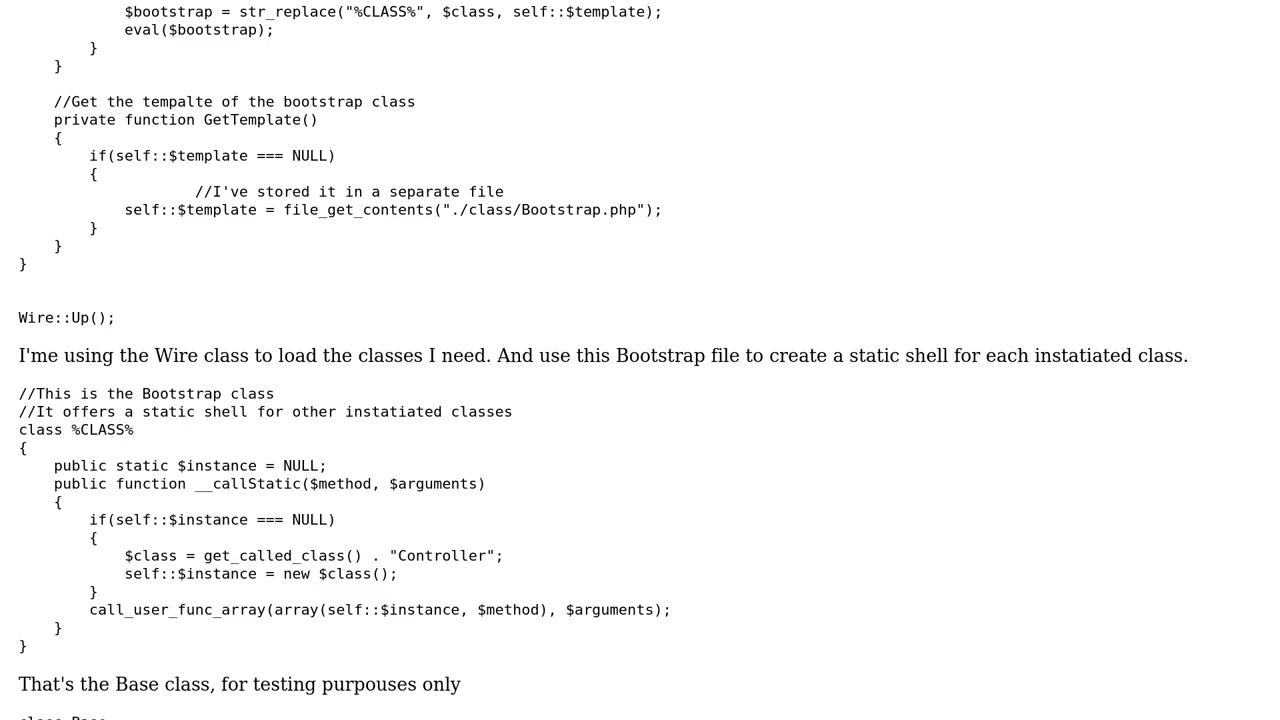 $bootstrap = str_replace("%CLASS%", $class, self::$template);
            eval($bootstrap);
        }
    }

    //Get the tempalte of the bootstrap class
    private function GetTemplate()
    {
        if(self::$template === NULL)
        {
                    //I've stored it in a separate file
            self::$template = file_get_contents("./class/Bootstrap.php");
        }
    }
}

Wire::Up();
I'me using the Wire class to load the classes I need. And use this Bootstrap file to create a static shell for each instatiated class.
//This is the Bootstrap class
//It offers a static shell for other instatiated classes
class %CLASS%
{
    public static $instance = NULL;
    public function __callStatic($method, $arguments)
    {
        if(self::$instance === NULL)
        {
            $class = get_called_class() . "Controller";
            self::$instance = new $class();
        }
        call_user_func_array(array(self::$instance, $method), $arguments);
    }
}
That's the Base class, for testing purpouses only
class Base